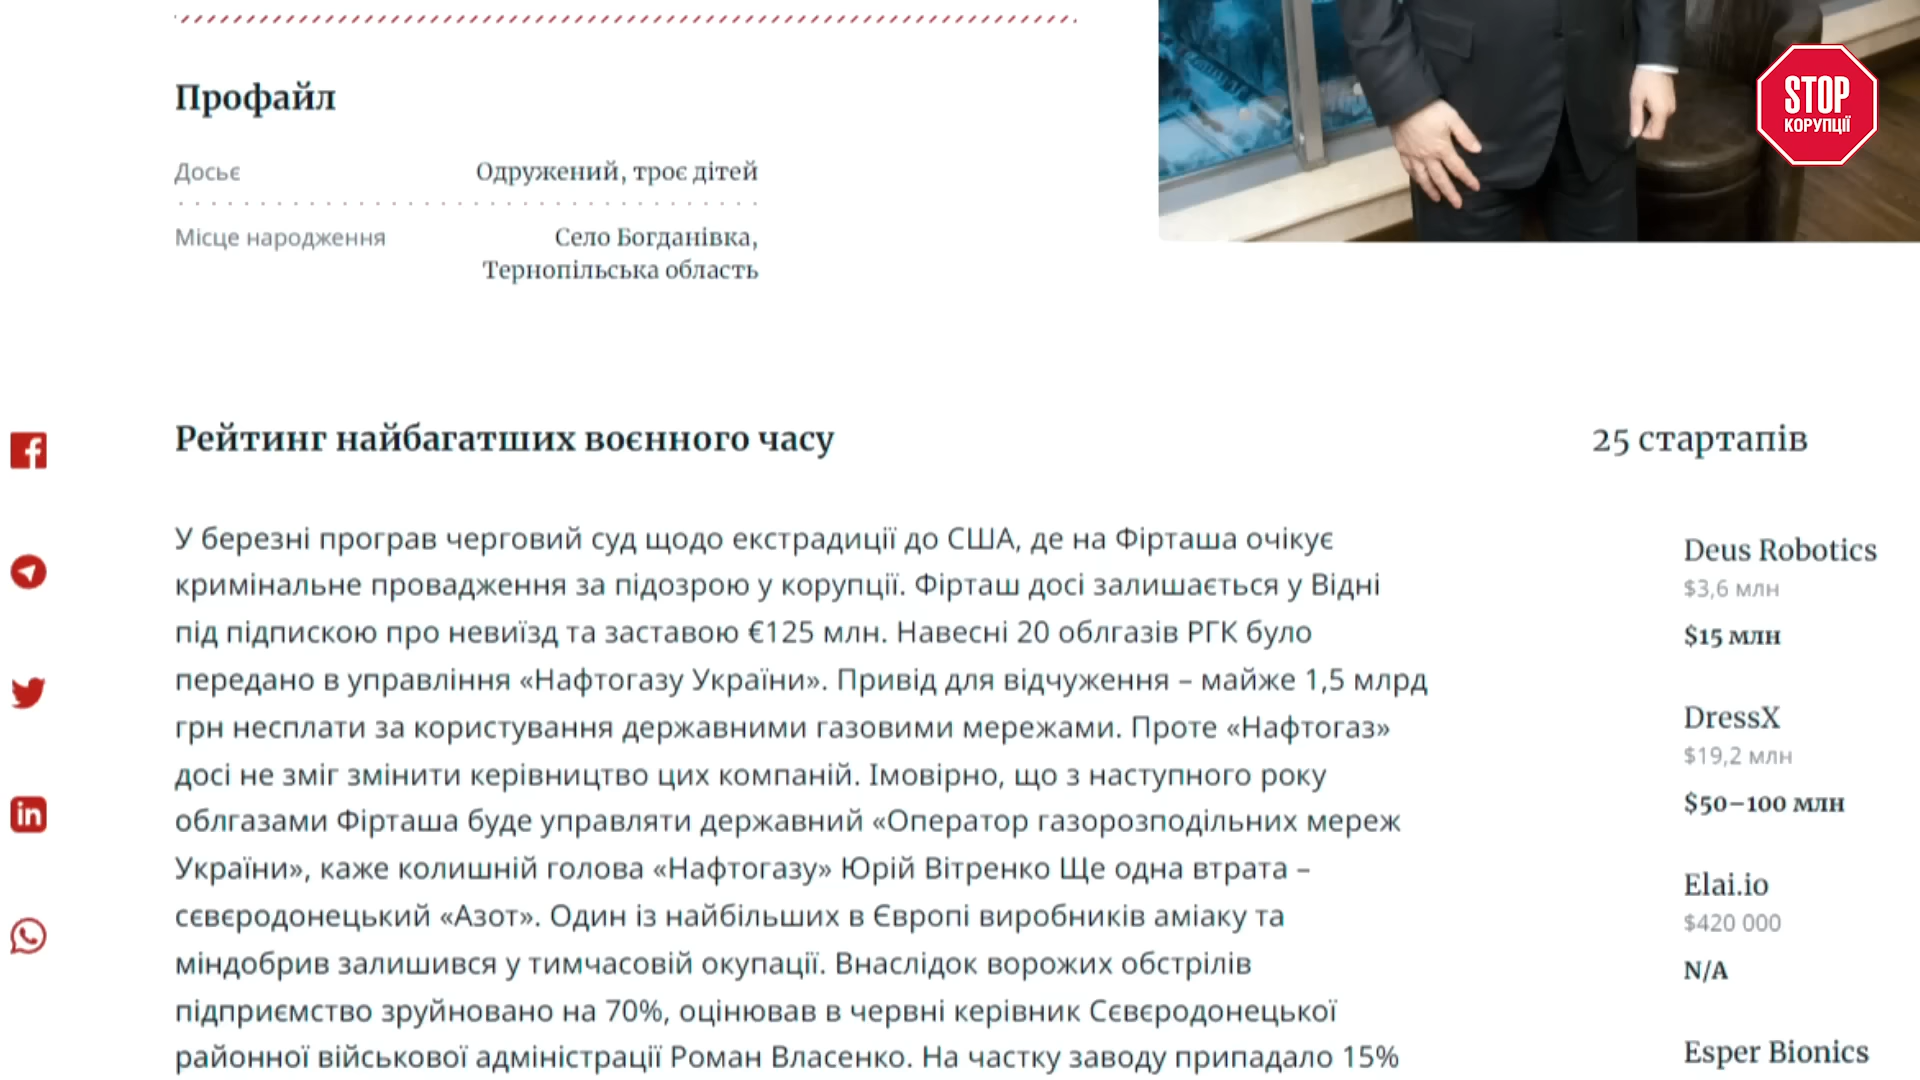 STOP
КОРУПЦІЇ
Профайл
Досьє
Одружений, троє дітей
Місце народження
Село Богданівка,
Тернопільська область
Рейтинг найбагатших воєнного часу
У березні програв черговий суд щодо екстрадиції до США, де на Фірташа очікує
кримінальне провадження за підозрою у корупції. Фірташ досі залишається у Відні
під підпискою про невиїзд та заставою €125 млн. Навесні 20 облгазів РГК було
передано в управління «Нафтогазу України». Привід для відчуження – майже 1,5 млрд
грн несплати за користування державними газовими мережами. Проте «Нафтогаз»
досі не зміг змінити керівництво цих компаній. Імовірно, що з наступного року
облгазами Фірташа буде управляти державний «Оператор газорозподільних мереж
України», каже колишній голова «Нафтогазу» Юрій Вітренко Ще одна втрата –
сєвєродонецький «Азот». Один із найбільших в Європі виробників аміаку та
міндобрив залишився у тимчасовій окупації. Внаслідок ворожих обстрілів
підприємство зруйновано на 70%, оцінював в червні керівник Сєвєродонецької
районної військової адміністрації Роман Власенко. На частку заводу припадало 15%
25 стартапів
Deus Robotics
$3,6 млн
$15 млн
DressX
$19,2 млн
$50–100 млн
Elai.io
$420 000
N/A
Esper Bionics